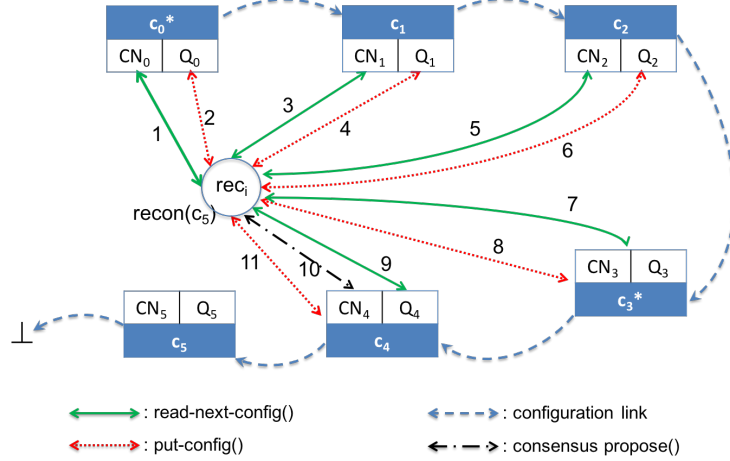 c₀* c₁ c₂
CN₀ Q₀ CN₁ Q₁ CN₂ Q₂
1 2 3 4 5 6
recᵢ
recon(c₅)
7
8
9 10 11
CN₃ Q₃
c₃*
CN₅ Q₅ CN₄ Q₄
⊥ c₅ c₄
: read-next-config() : configuration link
: put-config() : consensus propose()